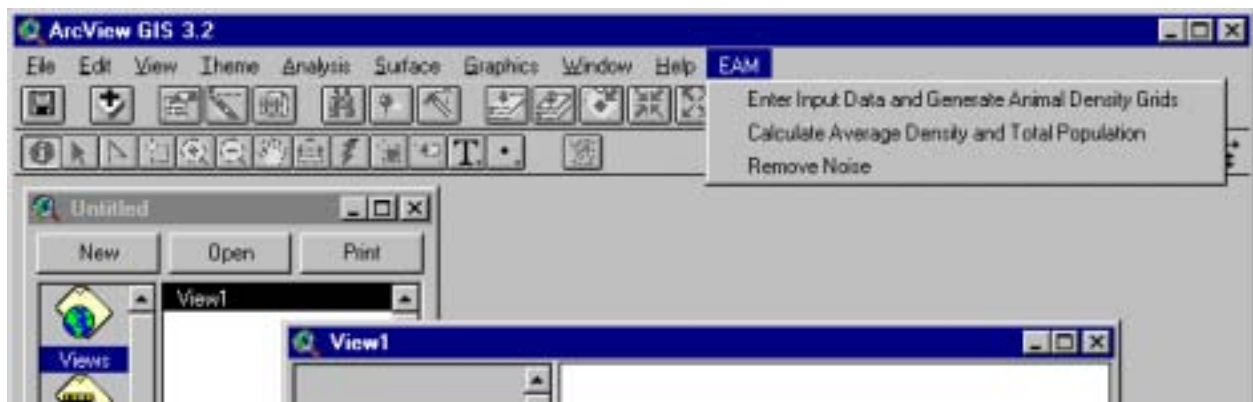 ArcView GIS 3.2
File Edit View Theme Analysis Surface Graphics Window Help EAM
Enter Input Data and Generate Animal Density Grids
Calculate Average Density and Total Population
Remove Noise
T.
Untitled
New Open Print
View1
Views
View1